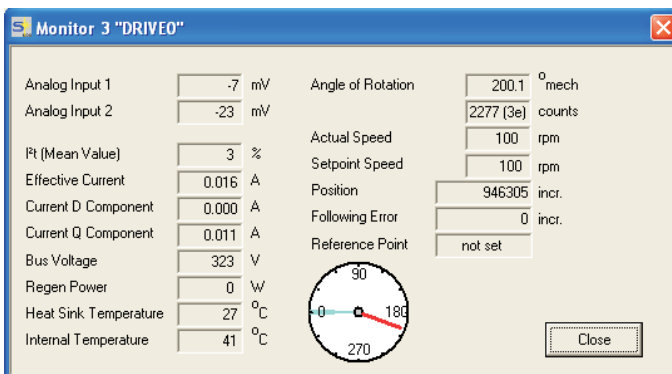 Monitor 3 "DRIVE0"
Analog Input 1 -7 mV
Analog Input 2 -23 mV
I²t (Mean Value) 3 %
Effective Current 0.016 A
Current D Component 0.000 A
Current Q Component 0.011 A
Bus Voltage 323 V
Regen Power 0 W
Heat Sink Temperature 27 °C
Internal Temperature 41 °C
Angle of Rotation 200.1 °mech
2277 (3e) counts
Actual Speed 100 rpm
Setpoint Speed 100 rpm
Position 946305 incr.
Following Error 0 incr.
Reference Point not set
90
0 180
270
Close